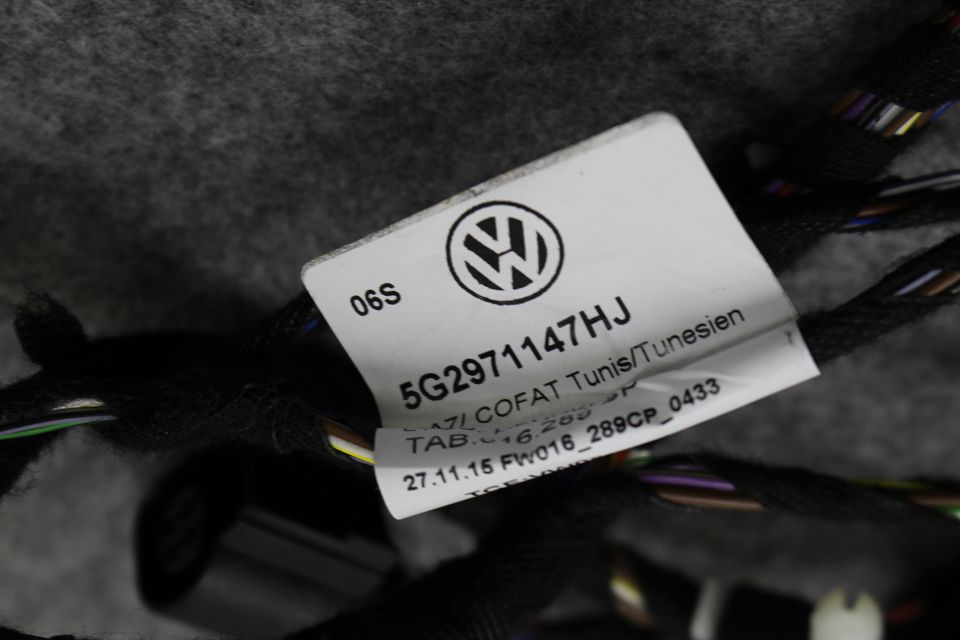 06S
5G2971147HJ
COFAT Tunis/Tunesien
27.11.15 FW016_289CP_0433